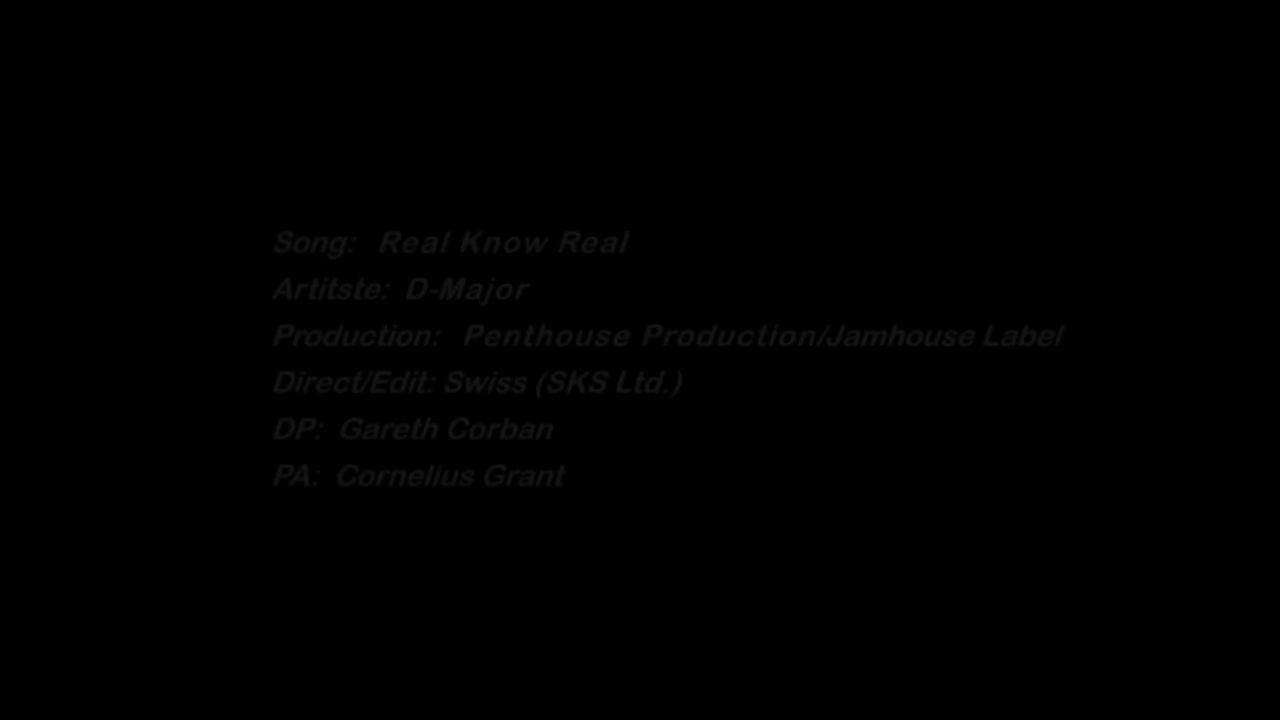 Song: Real Know Real
Artitste: D-Major
Production: Penthouse Production/Jamhouse Label
Direct/Edit: Swiss (SKS Ltd.)
DP: Gareth Corban
PA: Cornelius Grant